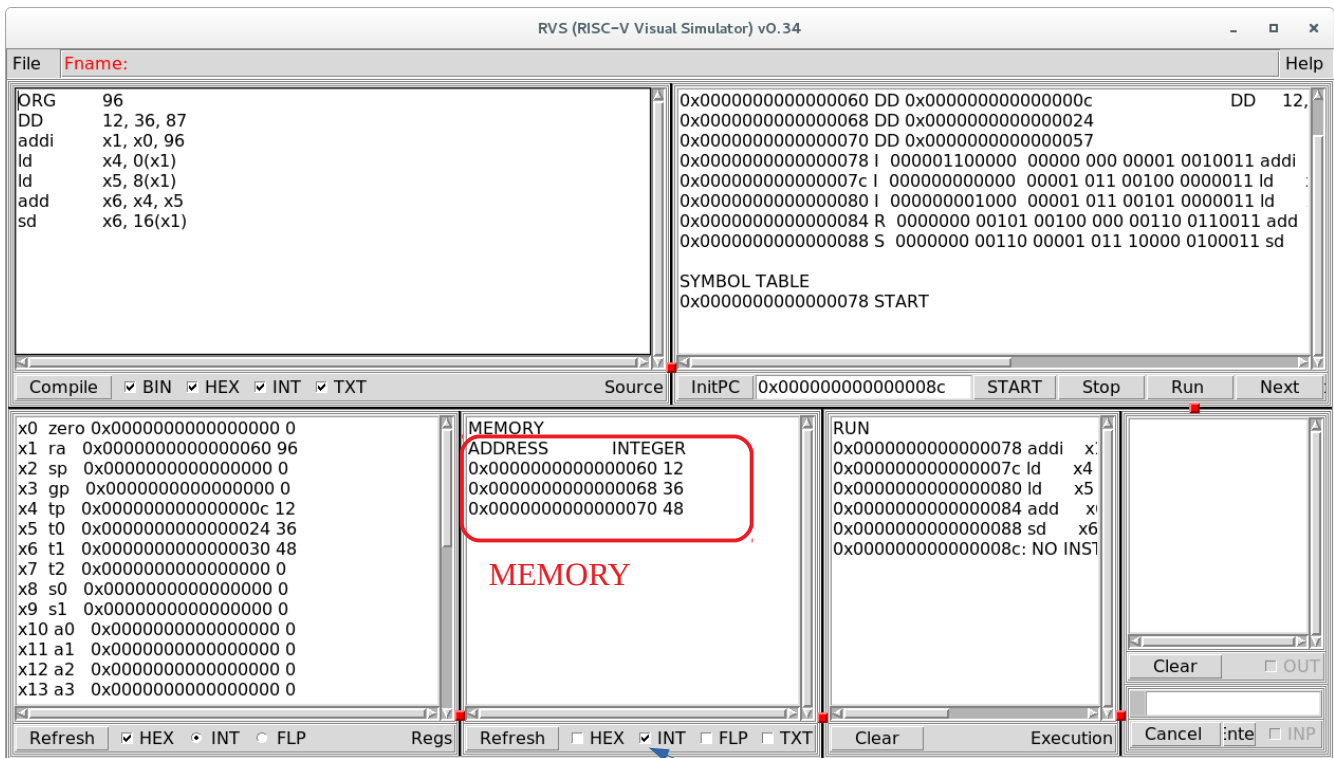 RVS (RISC-V Visual Simulator) v0.34
File Fname: Help
ORG 96
DD 12, 36, 87
addi x1, x0, 96
ld x4, 0(x1)
ld x5, 8(x1)
add x6, x4, x5
sd x6, 16(x1)
Compile BIN HEX INT TXT Source
0x0000000000000060 DD 0x000000000000000c DD 12,
0x0000000000000068 DD 0x0000000000000024
0x0000000000000070 DD 0x0000000000000057
0x0000000000000078 I 000001100000 00000 000 00001 0010011 addi
0x000000000000007c I 000000000000 00001 011 00100 0000011 ld
0x0000000000000080 I 000000001000 00001 011 00101 0000011 ld
0x0000000000000084 R 0000000 00101 00100 000 00110 0110011 add
0x0000000000000088 S 0000000 00110 00001 011 10000 0100011 sd
SYMBOL TABLE
0x0000000000000078 START
InitPC 0x000000000000008c START Stop Run Next
x0 zero 0x0000000000000000 0
x1 ra 0x0000000000000060 96
x2 sp 0x0000000000000000 0
x3 gp 0x0000000000000000 0
x4 tp 0x000000000000000c 12
x5 t0 0x0000000000000024 36
x6 t1 0x0000000000000030 48
x7 t2 0x0000000000000000 0
x8 s0 0x0000000000000000 0
x9 s1 0x0000000000000000 0
x10 a0 0x0000000000000000 0
x11 a1 0x0000000000000000 0
x12 a2 0x0000000000000000 0
x13 a3 0x0000000000000000 0
Refresh HEX INT FLP Regs
MEMORY
ADDRESS INTEGER
0x0000000000000060 12
0x0000000000000068 36
0x0000000000000070 48
MEMORY
Refresh HEX INT FLP TXT
RUN
0x0000000000000078 addi
0x000000000000007c ld x4
0x0000000000000080 ld x5
0x0000000000000084 add
0x0000000000000088 sd x6
0x000000000000008c: NO INST
Clear Execution
Clear OUT
Cancel Ente INP